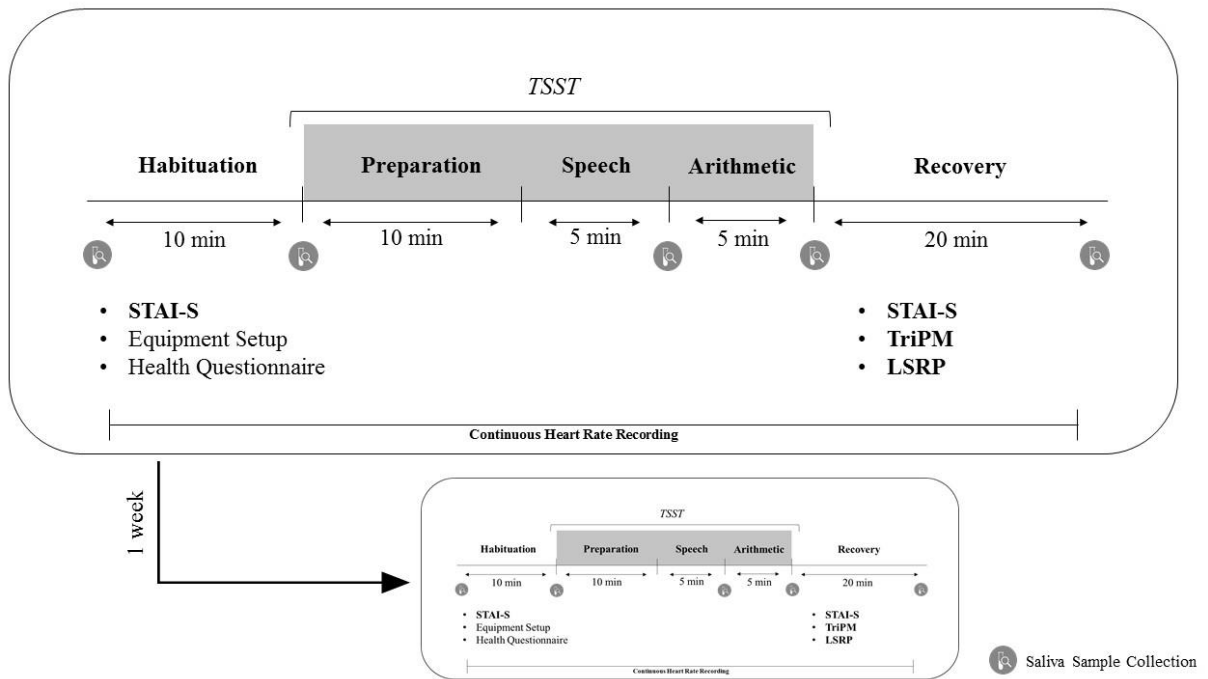 TSST
Habituation Preparation Speech Arithmetic Recovery
10 min 10 min 5 min 5 min 20 min
• STAI-S
• Equipment Setup
• Health Questionnaire
• STAI-S
• TriPM
• LSRP
Continuous Heart Rate Recording
1 week
TSST
Habituation Preparation Speech Arithmetic Recovery
10 min 10 min 5 min 5 min 20 min
• STAI-S
• Equipment Setup
• Health Questionnaire
• STAI-S
• TriPM
• LSRP
Continuous Heart Rate Recording
Saliva Sample Collection